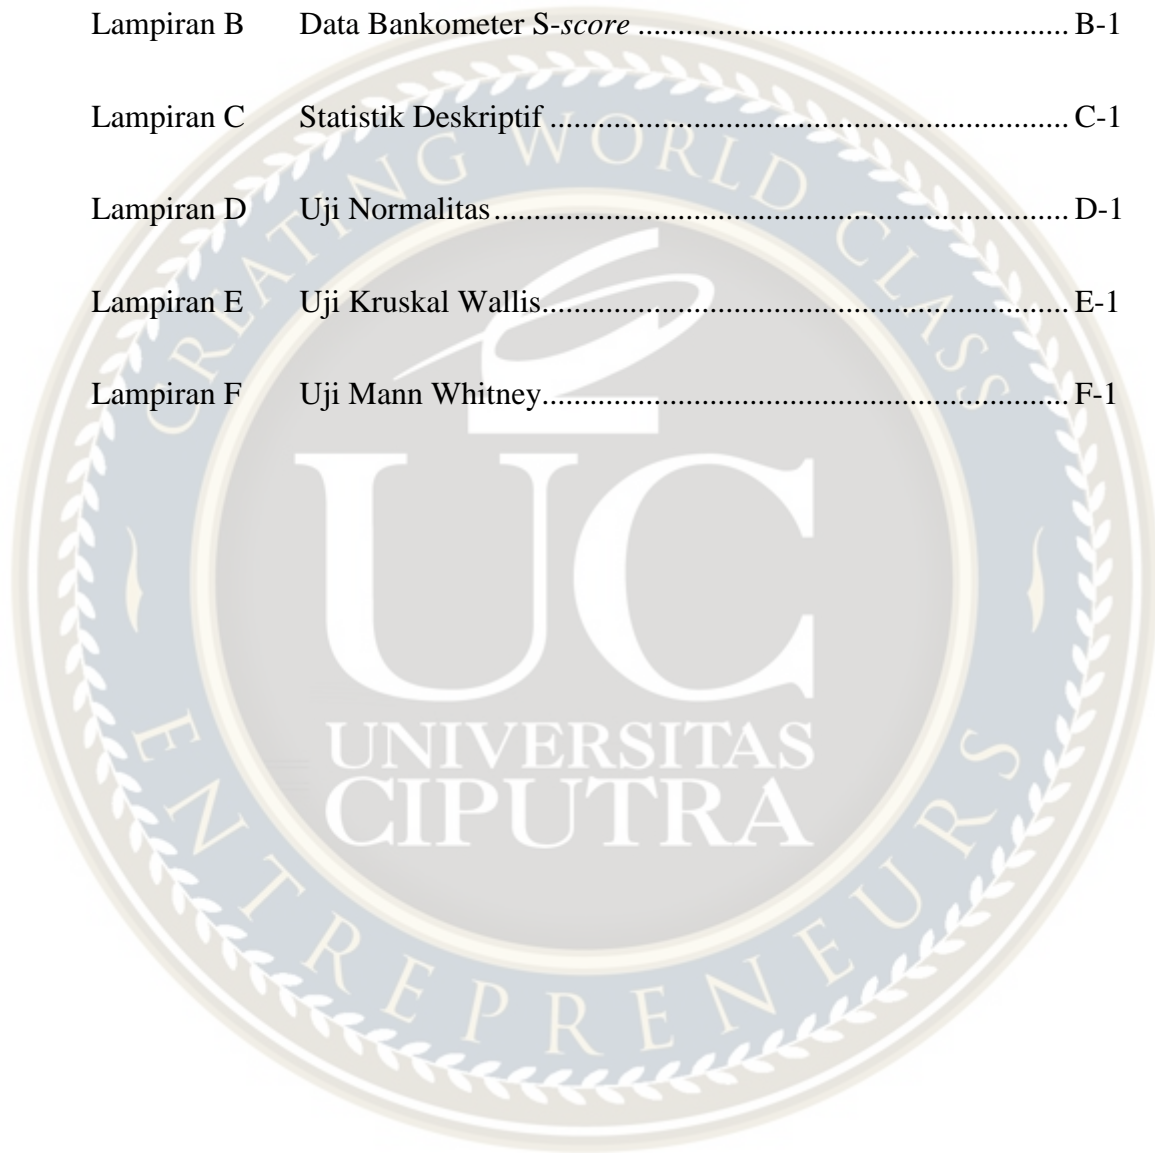 Lampiran B Data Bankometer S-score ........................................................ B-1
Lampiran C Statistik Deskriptif .................................................................... C-1
Lampiran D Uji Normalitas ........................................................................... D-1
Lampiran E Uji Kruskal Wallis..................................................................... E-1
Lampiran F Uji Mann Whitney..................................................................... F-1
CREATING WORLD CLASS
UC
UNIVERSITAS
CIPUTRA
ENTREPRENEURS